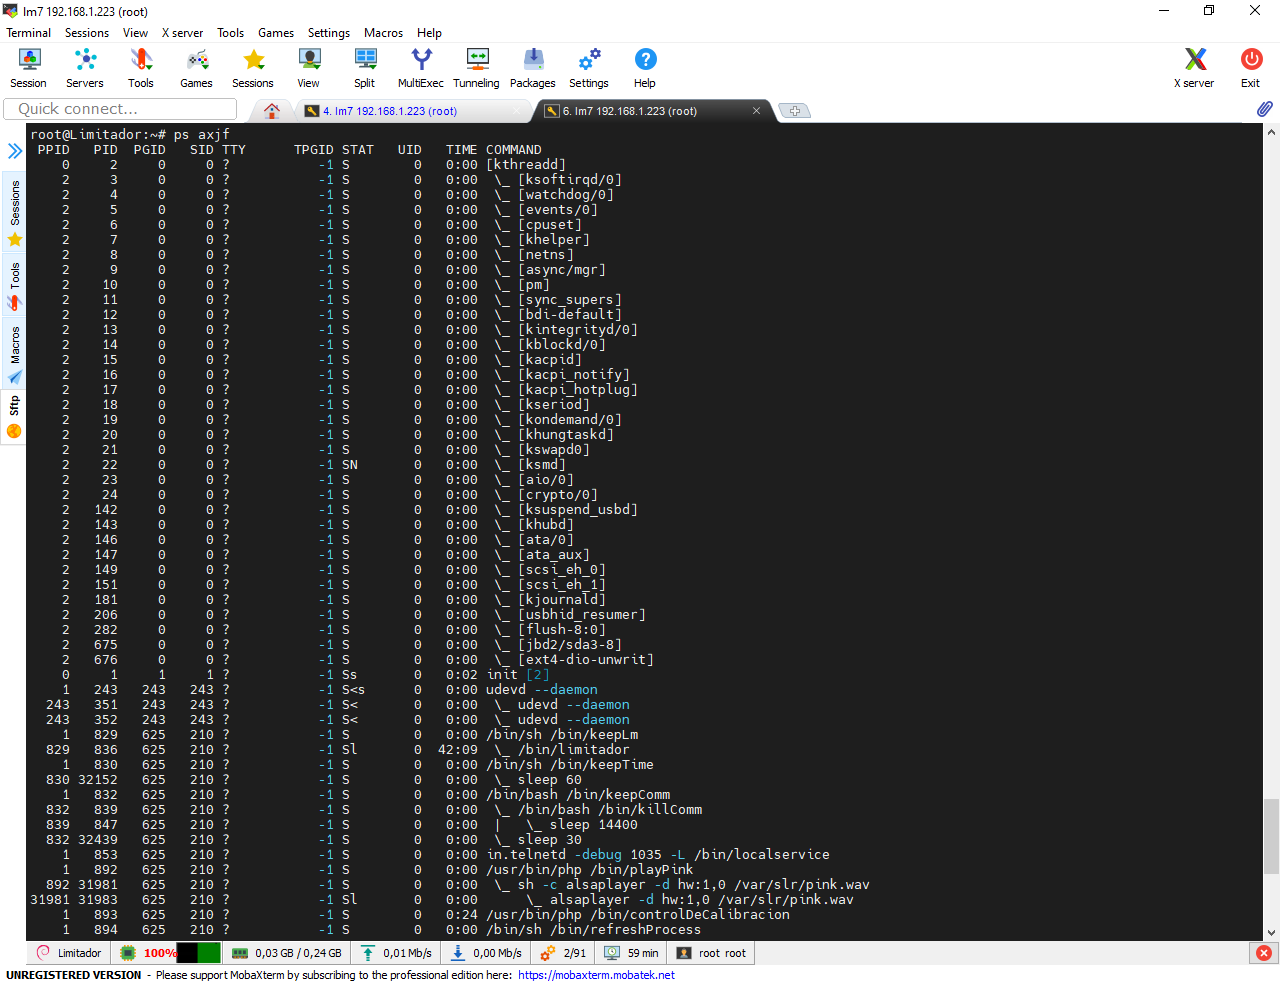 lm7 192.168.1.223 (root)
Terminal Sessions View X server Tools Games Settings Macros Help
Session Servers Tools Games Sessions View Split MultiExec Tunneling Packages Settings Help X server Exit
Quick connect...
4. lm7 192.168.1.223 (root)
6. lm7 192.168.1.223 (root)
Sessions
Tools
Macros
Sftp
root@Limitador:~# ps axjf
PPID PID PGID SID TTY TPGID STAT UID TIME COMMAND
0 2 0 0 ? -1 S 0 0:00 [kthreadd]
2 3 0 0 ? -1 S 0 0:00 \_ [ksoftirqd/0]
2 4 0 0 ? -1 S 0 0:00 \_ [watchdog/0]
2 5 0 0 ? -1 S 0 0:00 \_ [events/0]
2 6 0 0 ? -1 S 0 0:00 \_ [cpuset]
2 7 0 0 ? -1 S 0 0:00 \_ [khelper]
2 8 0 0 ? -1 S 0 0:00 \_ [netns]
2 9 0 0 ? -1 S 0 0:00 \_ [async/mgr]
2 10 0 0 ? -1 S 0 0:00 \_ [pm]
2 11 0 0 ? -1 S 0 0:00 \_ [sync_supers]
2 12 0 0 ? -1 S 0 0:00 \_ [bdi-default]
2 13 0 0 ? -1 S 0 0:00 \_ [kintegrityd/0]
2 14 0 0 ? -1 S 0 0:00 \_ [kblockd/0]
2 15 0 0 ? -1 S 0 0:00 \_ [kacpid]
2 16 0 0 ? -1 S 0 0:00 \_ [kacpi_notify]
2 17 0 0 ? -1 S 0 0:00 \_ [kacpi_hotplug]
2 18 0 0 ? -1 S 0 0:00 \_ [kseriod]
2 19 0 0 ? -1 S 0 0:00 \_ [kondemand/0]
2 20 0 0 ? -1 S 0 0:00 \_ [khungtaskd]
2 21 0 0 ? -1 S 0 0:00 \_ [kswapd0]
2 22 0 0 ? -1 SN 0 0:00 \_ [ksmd]
2 23 0 0 ? -1 S 0 0:00 \_ [aio/0]
2 24 0 0 ? -1 S 0 0:00 \_ [crypto/0]
2 142 0 0 ? -1 S 0 0:00 \_ [ksuspend_usbd]
2 143 0 0 ? -1 S 0 0:00 \_ [khubd]
2 146 0 0 ? -1 S 0 0:00 \_ [ata/0]
2 147 0 0 ? -1 S 0 0:00 \_ [ata_aux]
2 149 0 0 ? -1 S 0 0:00 \_ [scsi_eh_0]
2 151 0 0 ? -1 S 0 0:00 \_ [scsi_eh_1]
2 181 0 0 ? -1 S 0 0:00 \_ [kjournald]
2 206 0 0 ? -1 S 0 0:00 \_ [usbhid_resumer]
2 282 0 0 ? -1 S 0 0:00 \_ [flush-8:0]
2 675 0 0 ? -1 S 0 0:00 \_ [jbd2/sda3-8]
2 676 0 0 ? -1 S 0 0:00 \_ [ext4-dio-unwrit]
0 1 1 1 ? -1 Ss 0 0:02 init [2]
1 243 243 243 ? -1 S<s 0 0:00 udevd --daemon
243 351 243 243 ? -1 S< 0 0:00 \_ udevd --daemon
243 352 243 243 ? -1 S< 0 0:00 \_ udevd --daemon
1 829 625 210 ? -1 S 0 0:00 /bin/sh /bin/keepLm
829 836 625 210 ? -1 Sl 0 42:09 \_ /bin/limitador
1 830 625 210 ? -1 S 0 0:00 /bin/sh /bin/keepTime
830 32152 625 210 ? -1 S 0 0:00 \_ sleep 60
1 832 625 210 ? -1 S 0 0:00 /bin/bash /bin/keepComm
832 839 625 210 ? -1 S 0 0:00 \_ /bin/bash /bin/killComm
839 847 625 210 ? -1 S 0 0:00 | \_ sleep 14400
832 32439 625 210 ? -1 S 0 0:00 \_ sleep 30
1 853 625 210 ? -1 S 0 0:00 in.telnetd -debug 1035 -L /bin/localservice
1 892 625 210 ? -1 S 0 0:00 /usr/bin/php /bin/playPink
892 31981 625 210 ? -1 S 0 0:00 \_ sh -c alsaplayer -d hw:1,0 /var/slr/pink.wav
31981 31983 625 210 ? -1 Sl 0 0:00 \_ alsaplayer -d hw:1,0 /var/slr/pink.wav
1 893 625 210 ? -1 S 0 0:24 /usr/bin/php /bin/controlDeCalibracion
1 894 625 210 ? -1 S 0 0:00 /bin/sh /bin/refreshProcess
Limitador 100% 0,03 GB / 0,24 GB 0,01 Mb/s 0,00 Mb/s 2/91 59 min root root
UNREGISTERED VERSION - Please support MobaXterm by subscribing to the professional edition here: https://mobaxterm.mobatek.net